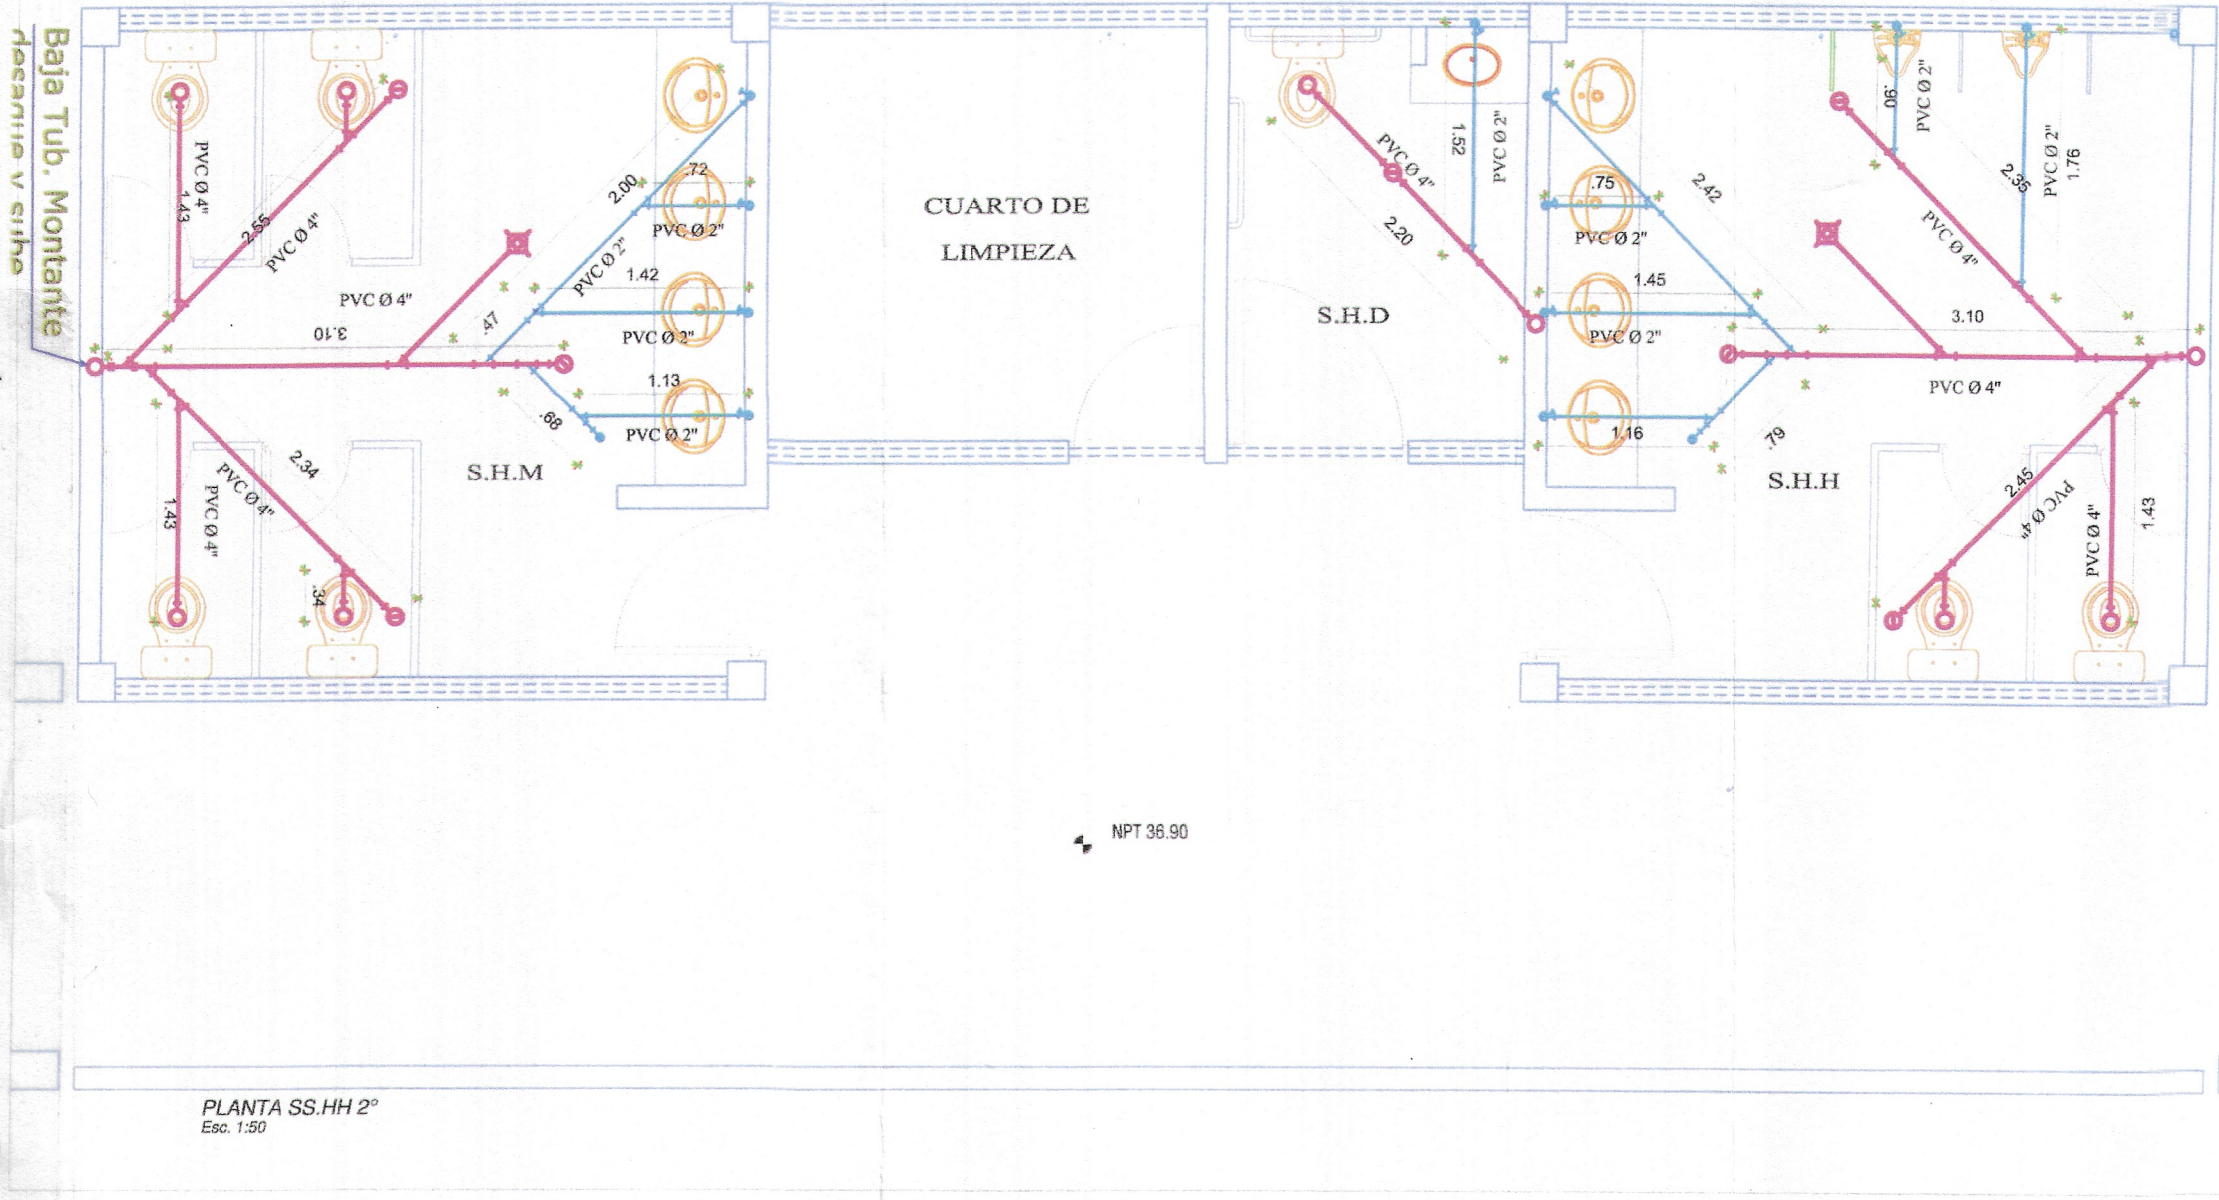 Baja Tub. Montante
desague y sube
PVC Ø 4"
1.43
2.55
PVC Ø 4"
PVC Ø 4"
3.10
2.00
PVC Ø 2"
.72
PVC Ø 2"
1.42
PVC Ø 2"
.47
1.13
PVC Ø 2"
.68
S.H.M
2.34
PVC Ø 4"
PVC Ø 4"
1.43
.34
CUARTO DE
LIMPIEZA
PVC Ø 4"
2.20
1.52
PVC Ø 2"
S.H.D
.75
PVC Ø 2"
2.42
1.45
PVC Ø 2"
1.16
.79
S.H.H
.90
PVC Ø 2"
PVC Ø 2"
1.76
2.35
PVC Ø 4"
3.10
PVC Ø 4"
2.45
PVC Ø 4"
PVC Ø 4"
1.43
NPT 36.90
PLANTA SS.HH 2°
Esc. 1:50